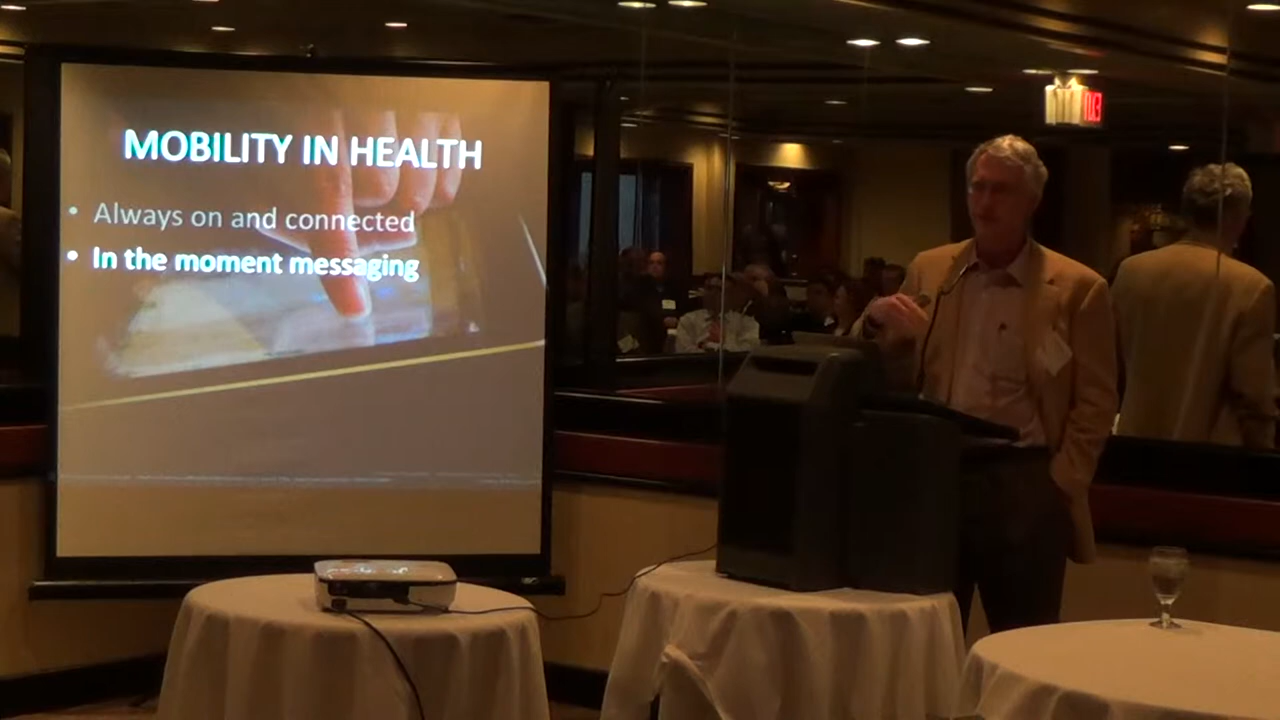 MOBILITY IN HEALTH
• Always on and connected
• In the moment messaging